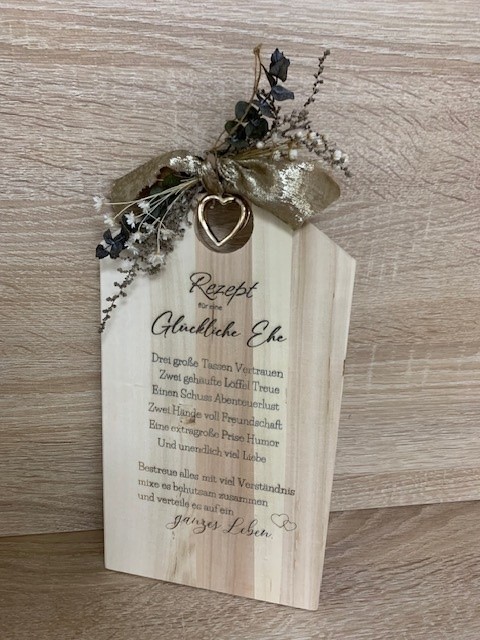 Rezept
für eine
Glückliche Ehe
Drei große Tassen Vertrauen
Zwei gehäufte Löffel Treue
Einen Schuss Abenteuerlust
Zwei Hände voll Freundschaft
Eine extragroße Prise Humor
Und unendlich viel Liebe
Bestreue alles mit viel Verständnis
mixe es behutsam zusammen
und verteile es auf ein
ganzes Leben